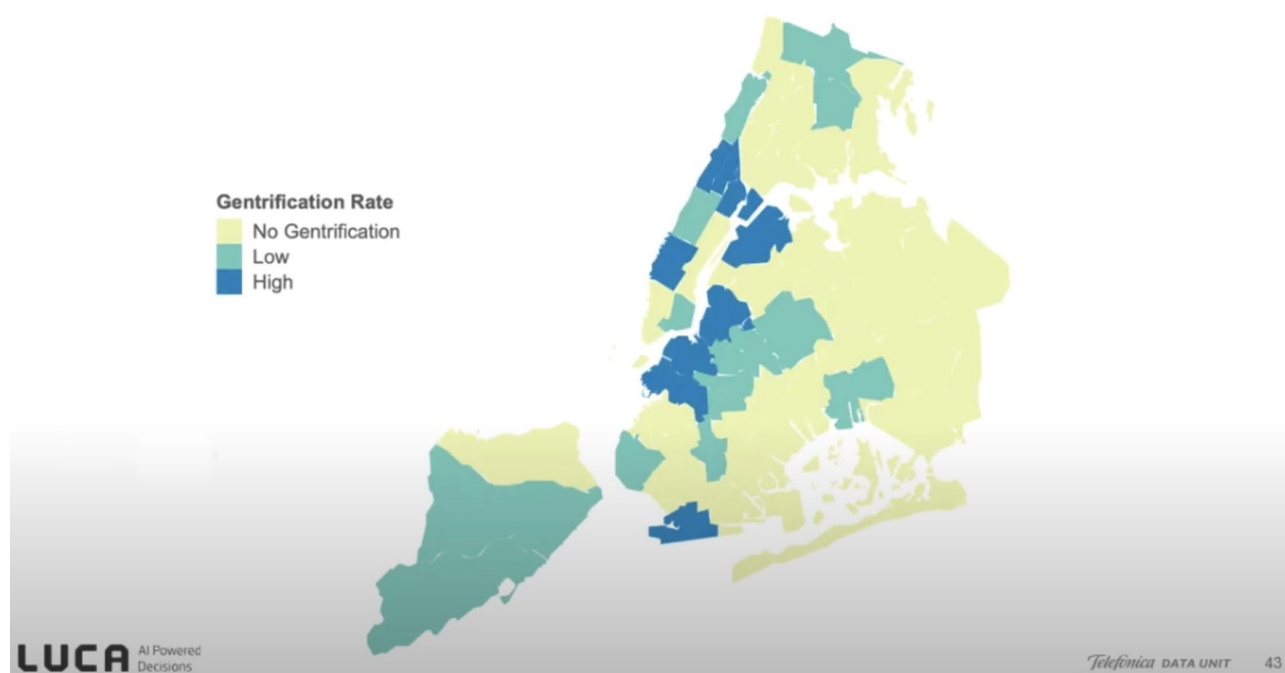 Gentrification Rate
No Gentrification
Low
High
LUCA AI Powered
Decisions
Telefónica DATA UNIT 43